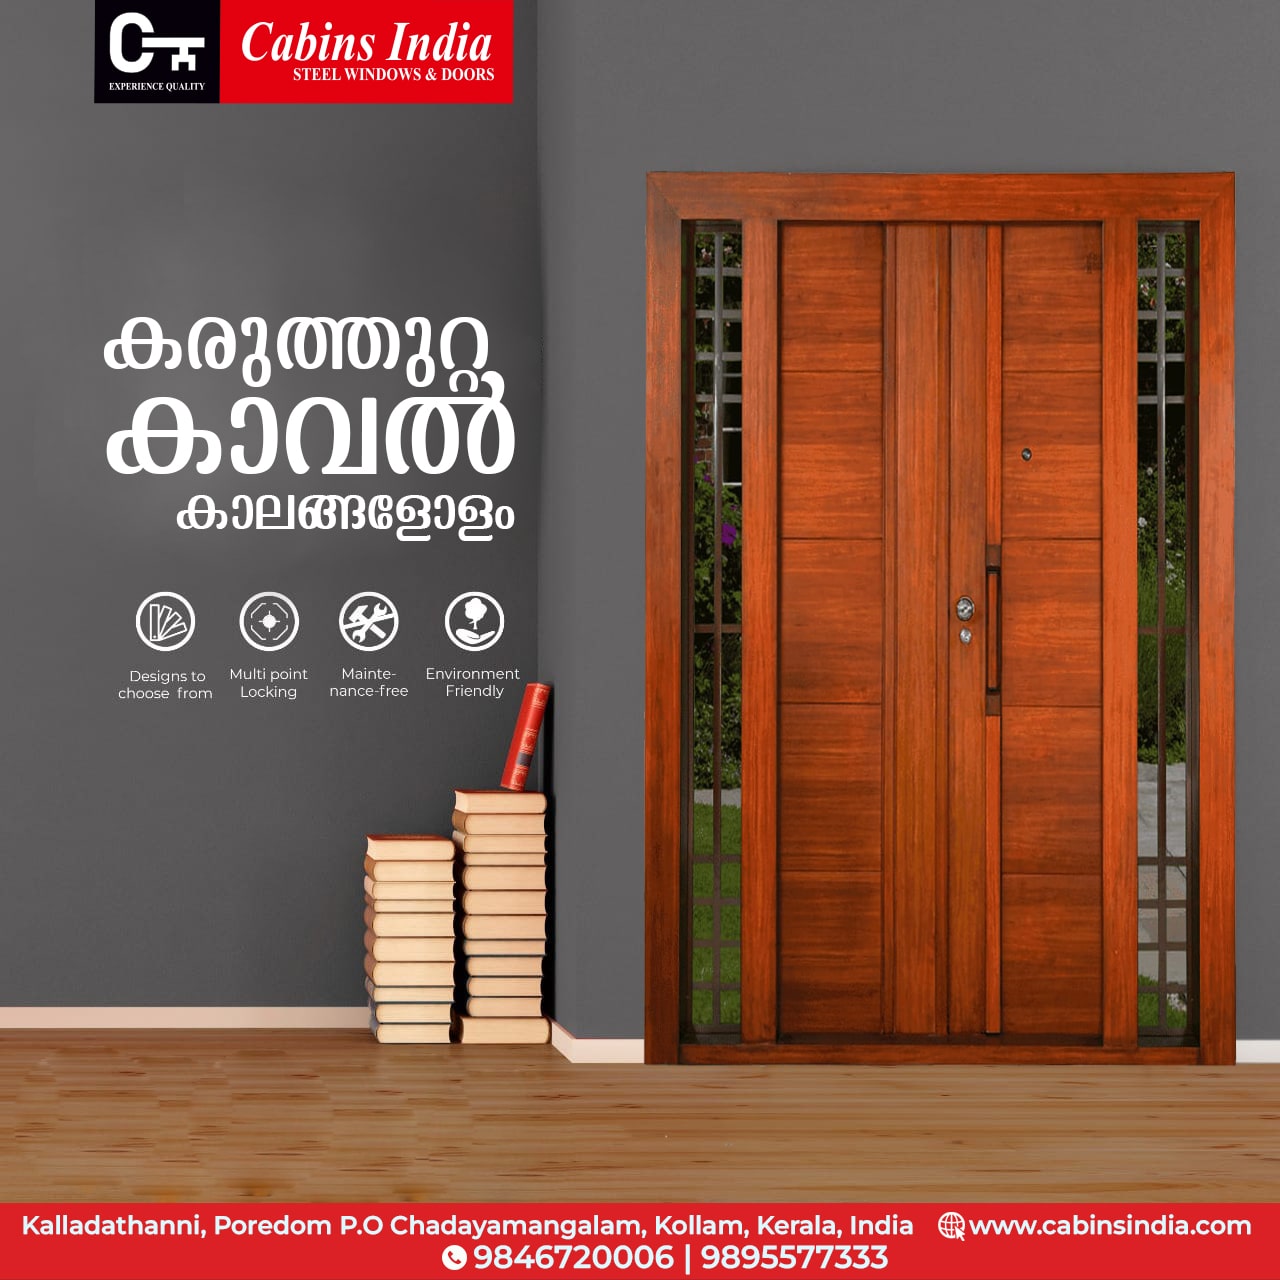 Cabins India
STEEL WINDOWS & DOORS
EXPERIENCE QUALITY
കരുത്തുറ്റ
കാവൽ
കാലങ്ങളോളം
Designs to
choose from
Multi point
Locking
Mainte-
nance-free
Environment
Friendly
Kalladathanni, Poredom P.O Chadayamangalam, Kollam, Kerala, India www.cabinsindia.com
9846720006 | 9895577333